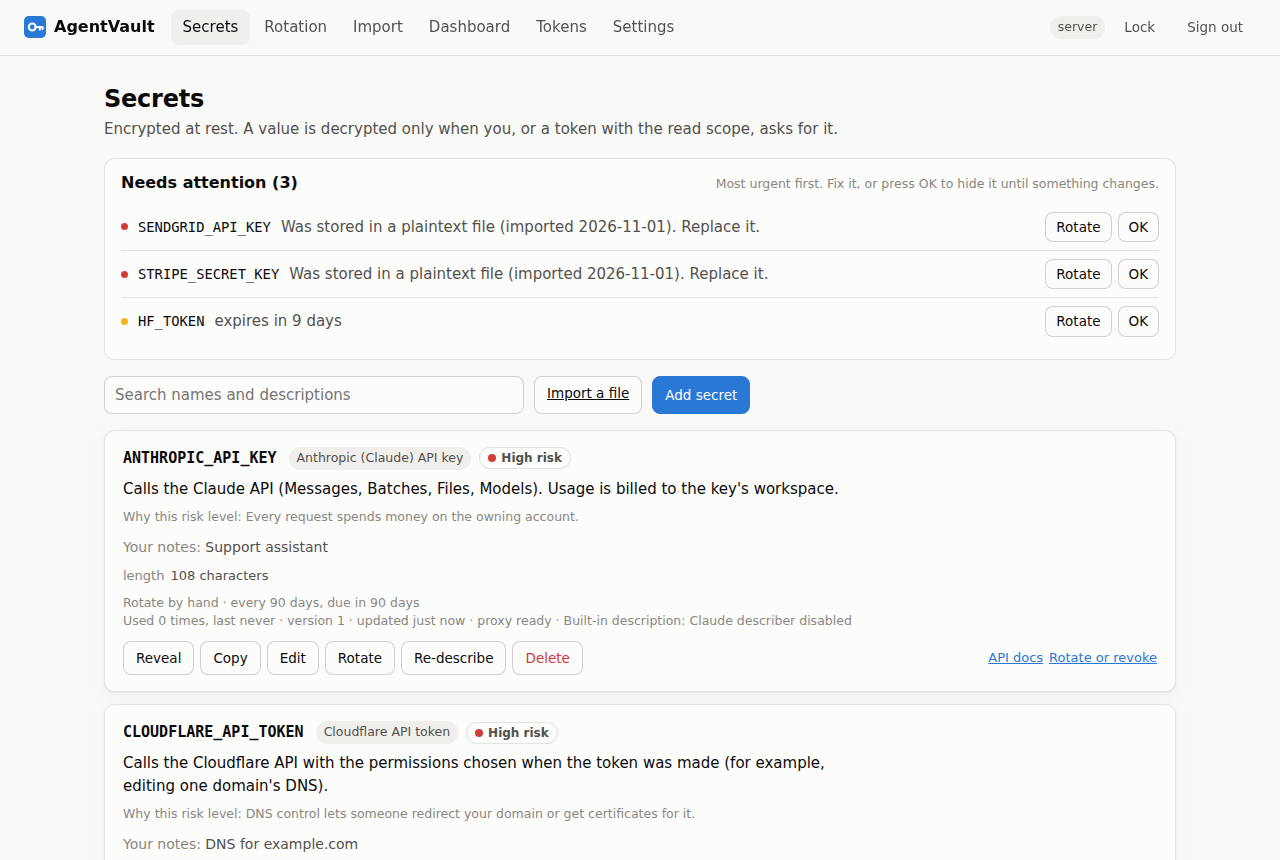 AgentVault Secrets Rotation Import Dashboard Tokens Settings server Lock Sign out
Secrets
Encrypted at rest. A value is decrypted only when you, or a token with the read scope, asks for it.
Needs attention (3) Most urgent first. Fix it, or press OK to hide it until something changes.
SENDGRID_API_KEY Was stored in a plaintext file (imported 2026-11-01). Replace it. Rotate OK
STRIPE_SECRET_KEY Was stored in a plaintext file (imported 2026-11-01). Replace it. Rotate OK
HF_TOKEN expires in 9 days Rotate OK
Search names and descriptions Import a file Add secret
ANTHROPIC_API_KEY Anthropic (Claude) API key High risk
Calls the Claude API (Messages, Batches, Files, Models). Usage is billed to the key's workspace.
Why this risk level: Every request spends money on the owning account.
Your notes: Support assistant
length 108 characters
Rotate by hand · every 90 days, due in 90 days
Used 0 times, last never · version 1 · updated just now · proxy ready · Built-in description: Claude describer disabled
Reveal Copy Edit Rotate Re-describe Delete API docs Rotate or revoke
CLOUDFLARE_API_TOKEN Cloudflare API token High risk
Calls the Cloudflare API with the permissions chosen when the token was made (for example,
editing one domain's DNS).
Why this risk level: DNS control lets someone redirect your domain or get certificates for it.
Your notes: DNS for example.com